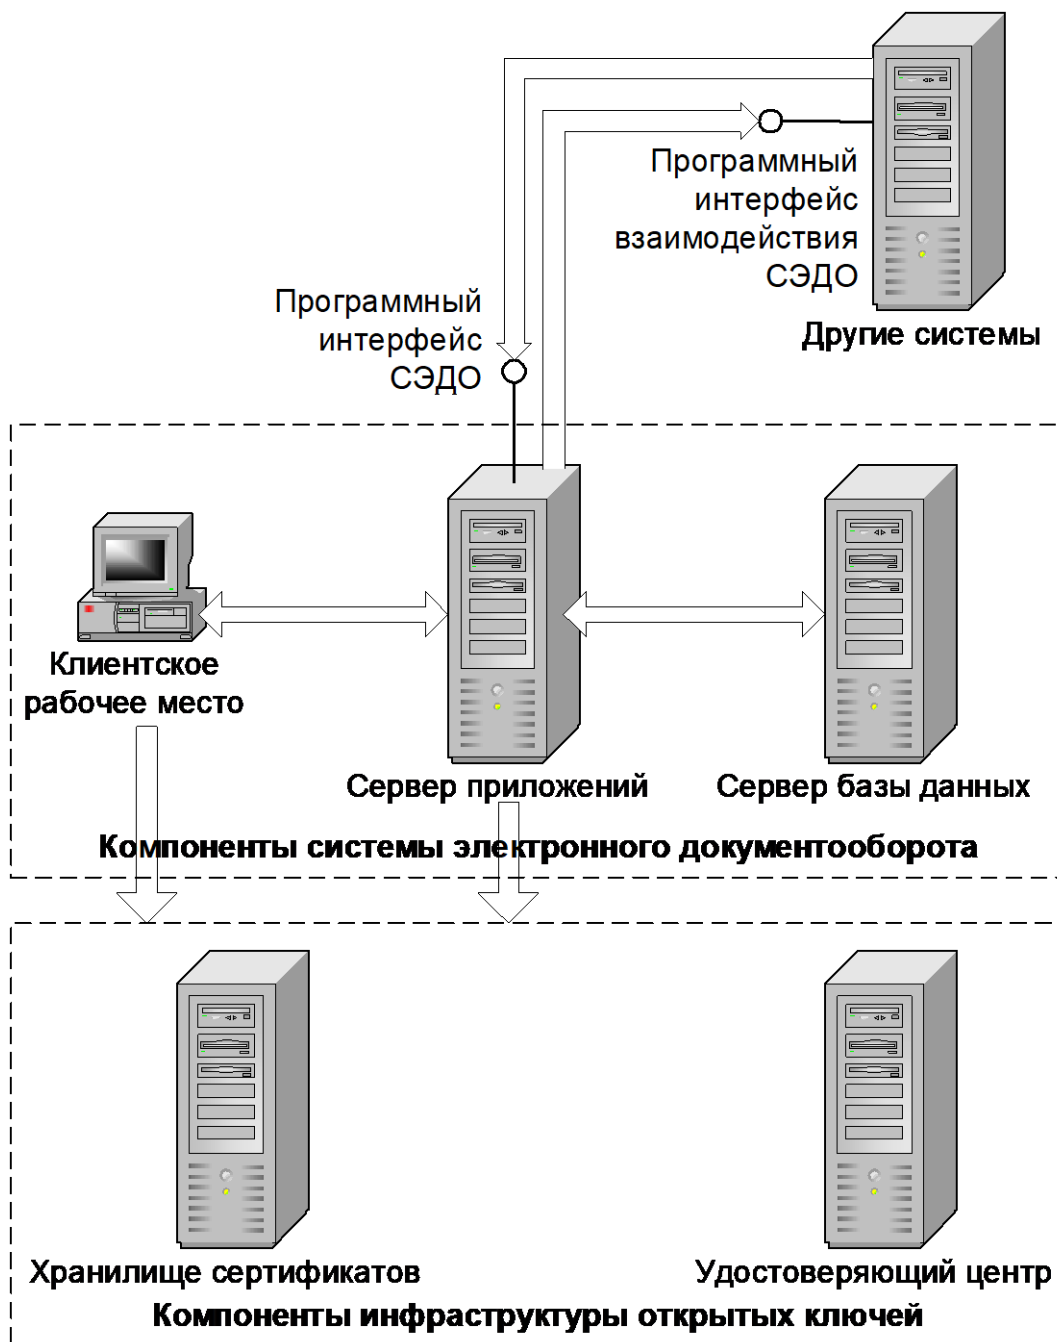 Программный
интерфейс
взаимодействия
СЭДО
Другие системы
Программный
интерфейс
СЭДО
Клиентское
рабочее место
Сервер приложений
Сервер базы данных
Компоненты системы электронного документооборота
Хранилище сертификатов
Удостоверяющий центр
Компоненты инфраструктуры открытых ключей